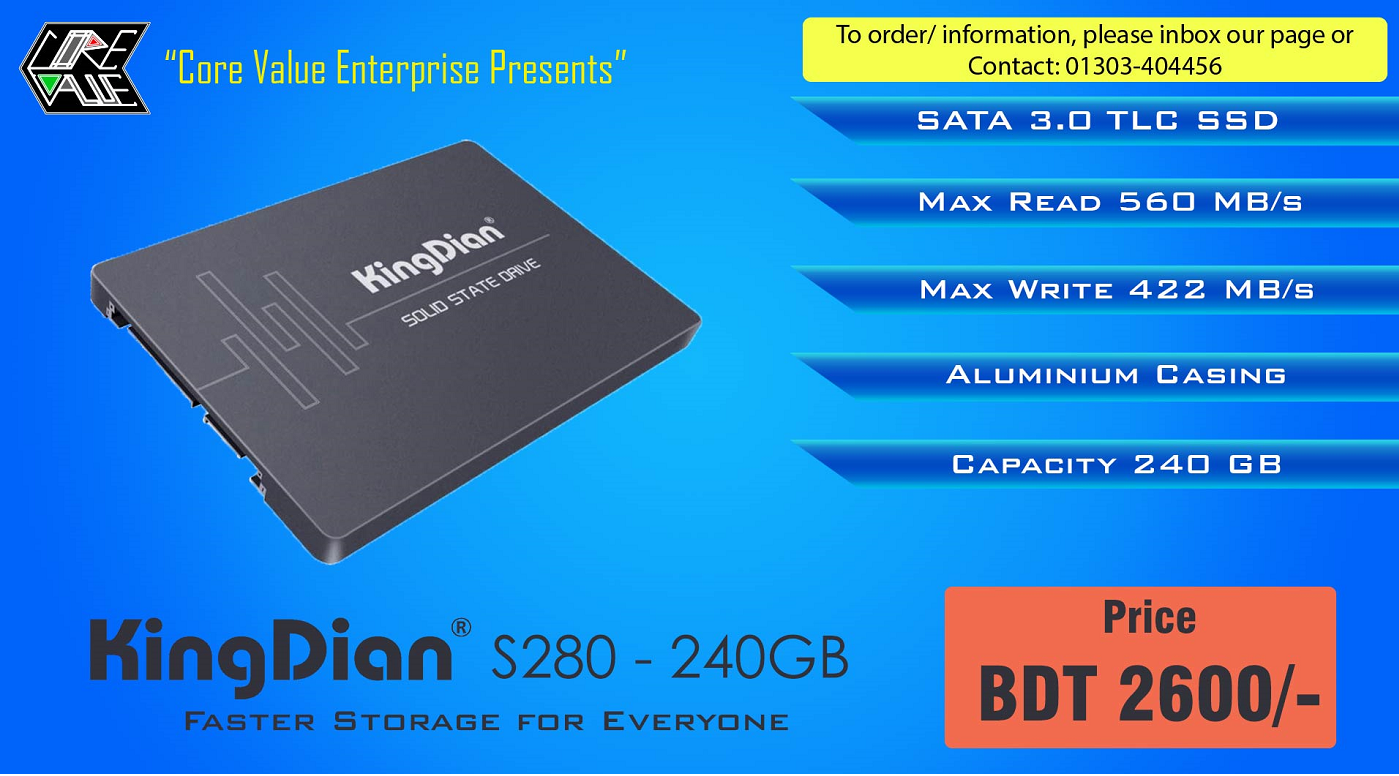 CORE
VALUE
“Core Value Enterprise Presents”
To order/ information, please inbox our page or
Contact: 01303-404456
SATA 3.0 TLC SSD
Max Read 560 MB/s
Max Write 422 MB/s
Aluminium Casing
Capacity 240 GB
KingDian®
SOLID STATE DRIVE
KingDian® S280 - 240GB
Faster Storage for Everyone
Price
BDT 2600/-